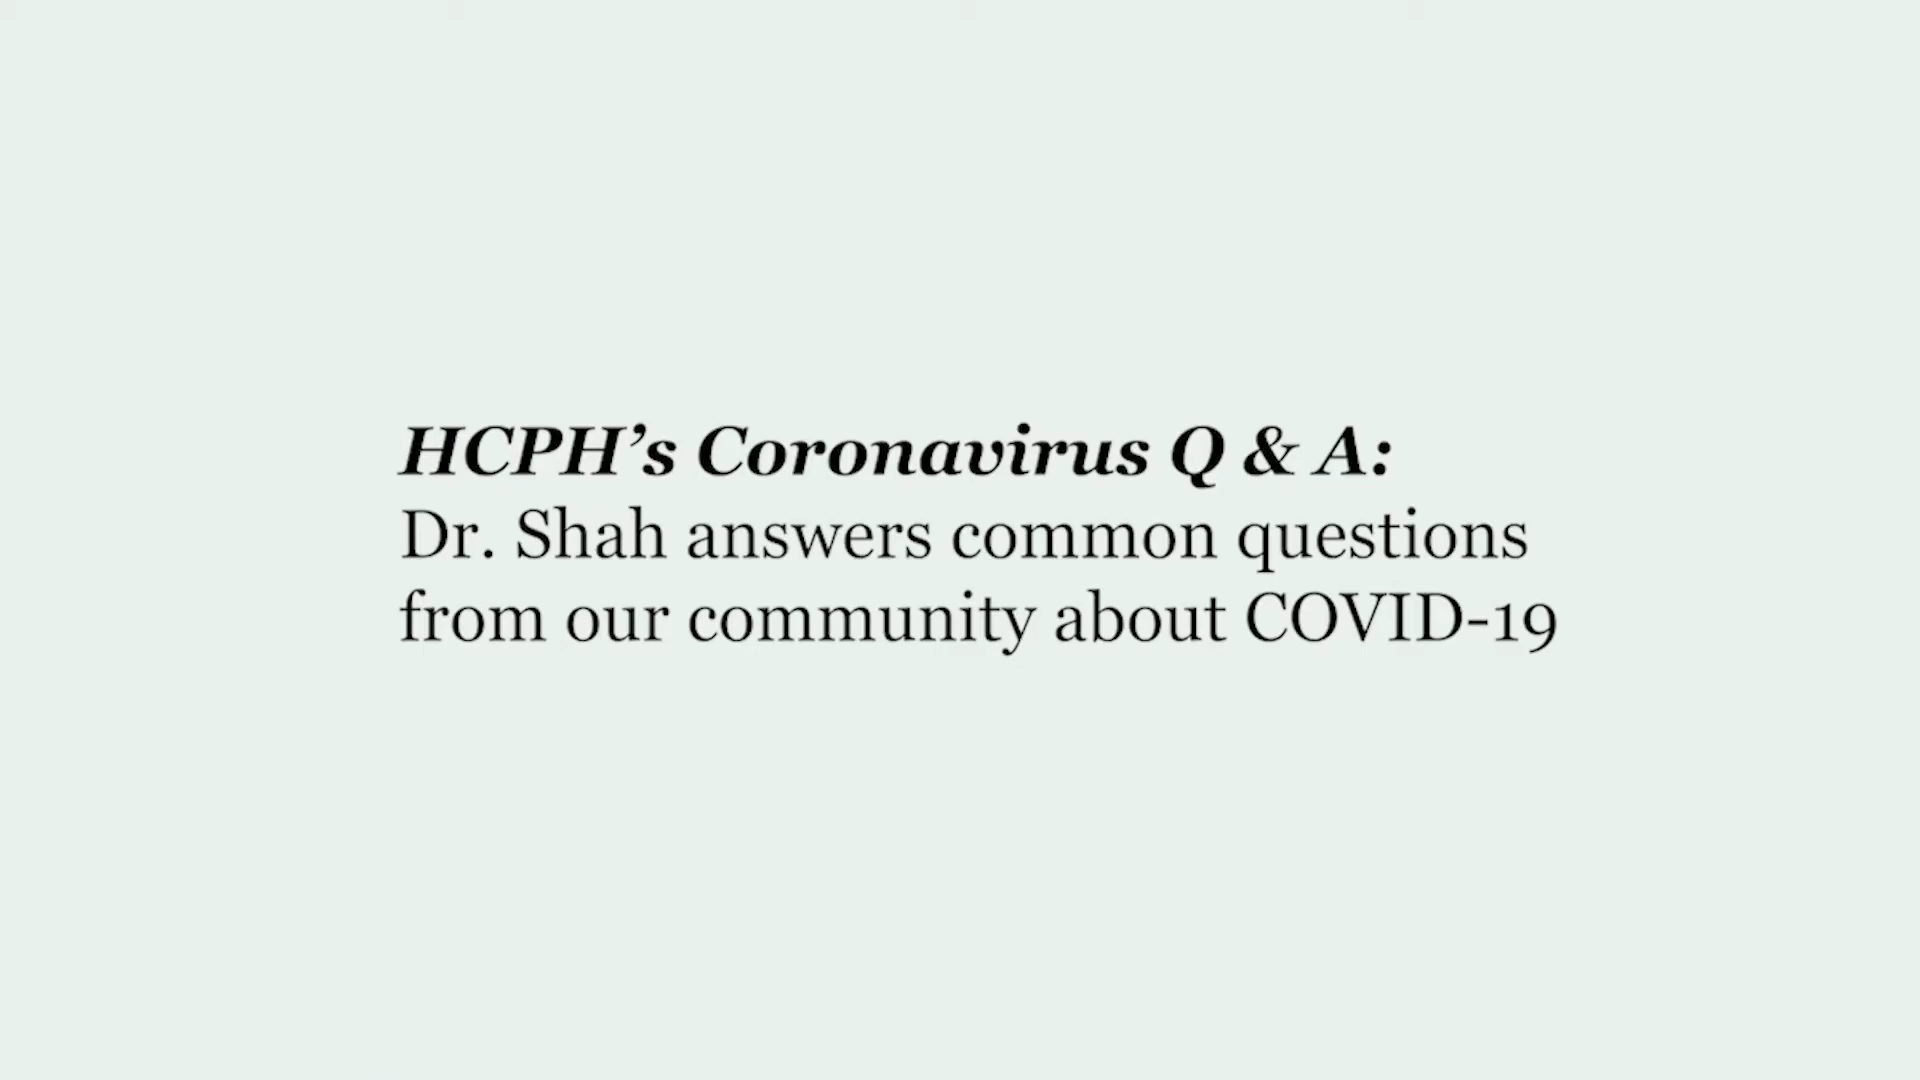 HCPH’s Coronavirus Q & A:
Dr. Shah answers common questions
from our community about COVID-19